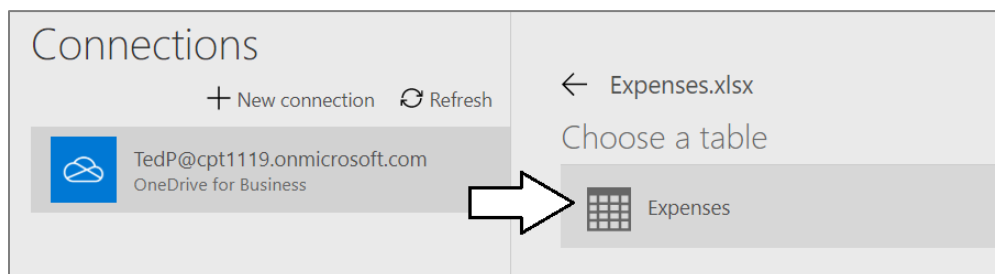 Connections
New connection
Refresh
TedP@cpt1119.onmicrosoft.com
OneDrive for Business
Expenses.xlsx
Choose a table
Expenses